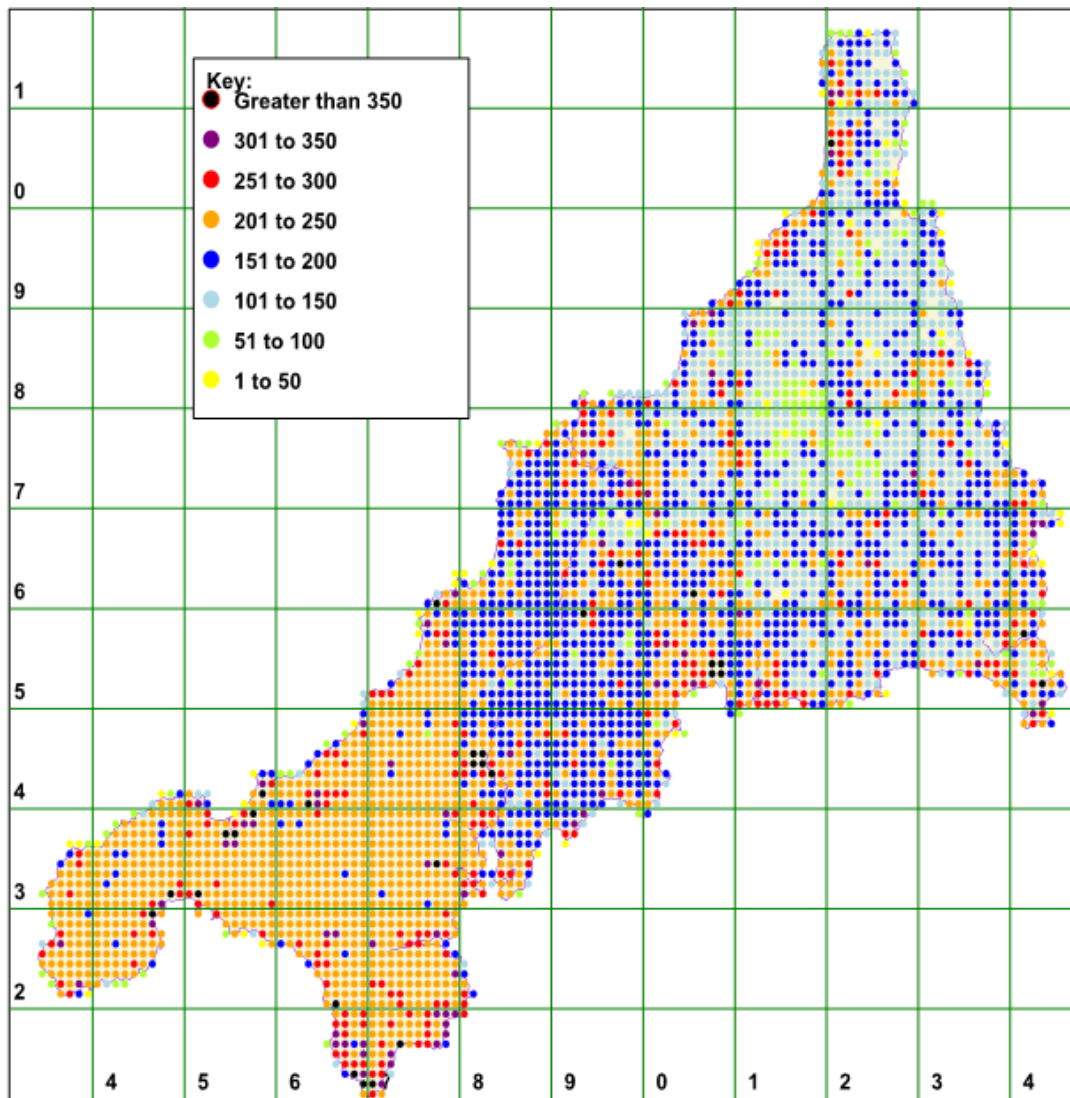 Key:
Greater than 350
301 to 350
251 to 300
201 to 250
151 to 200
101 to 150
51 to 100
1 to 50
1
0
9
8
7
6
5
4
3
2
4 5 6 7 8 9 0 1 2 3 4